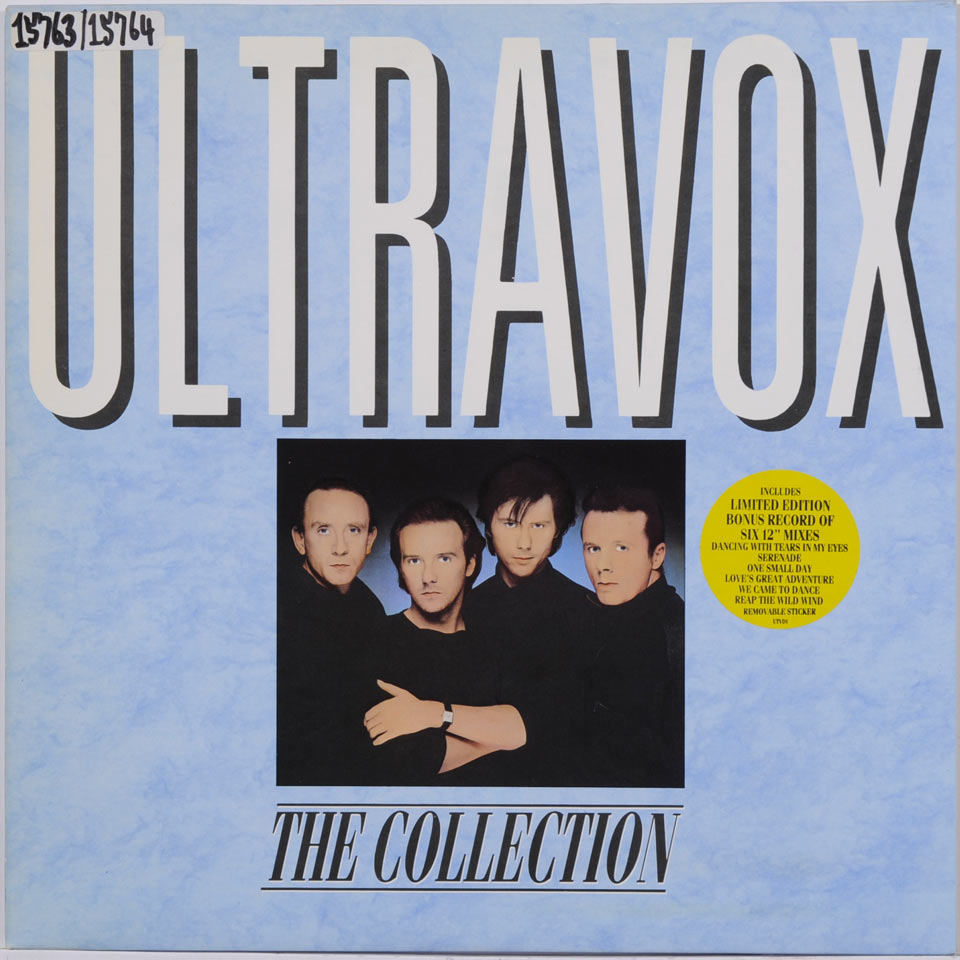 15763/15764
ULTRAVOX
INCLUDES
LIMITED EDITION
BONUS RECORD OF
SIX 12" MIXES
DANCING WITH TEARS IN MY EYES
SERENADE
ONE SMALL DAY
LOVE'S GREAT ADVENTURE
WE CAME TO DANCE
REAP THE WILD WIND
REMOVABLE STICKER
UTVD1
THE COLLECTION